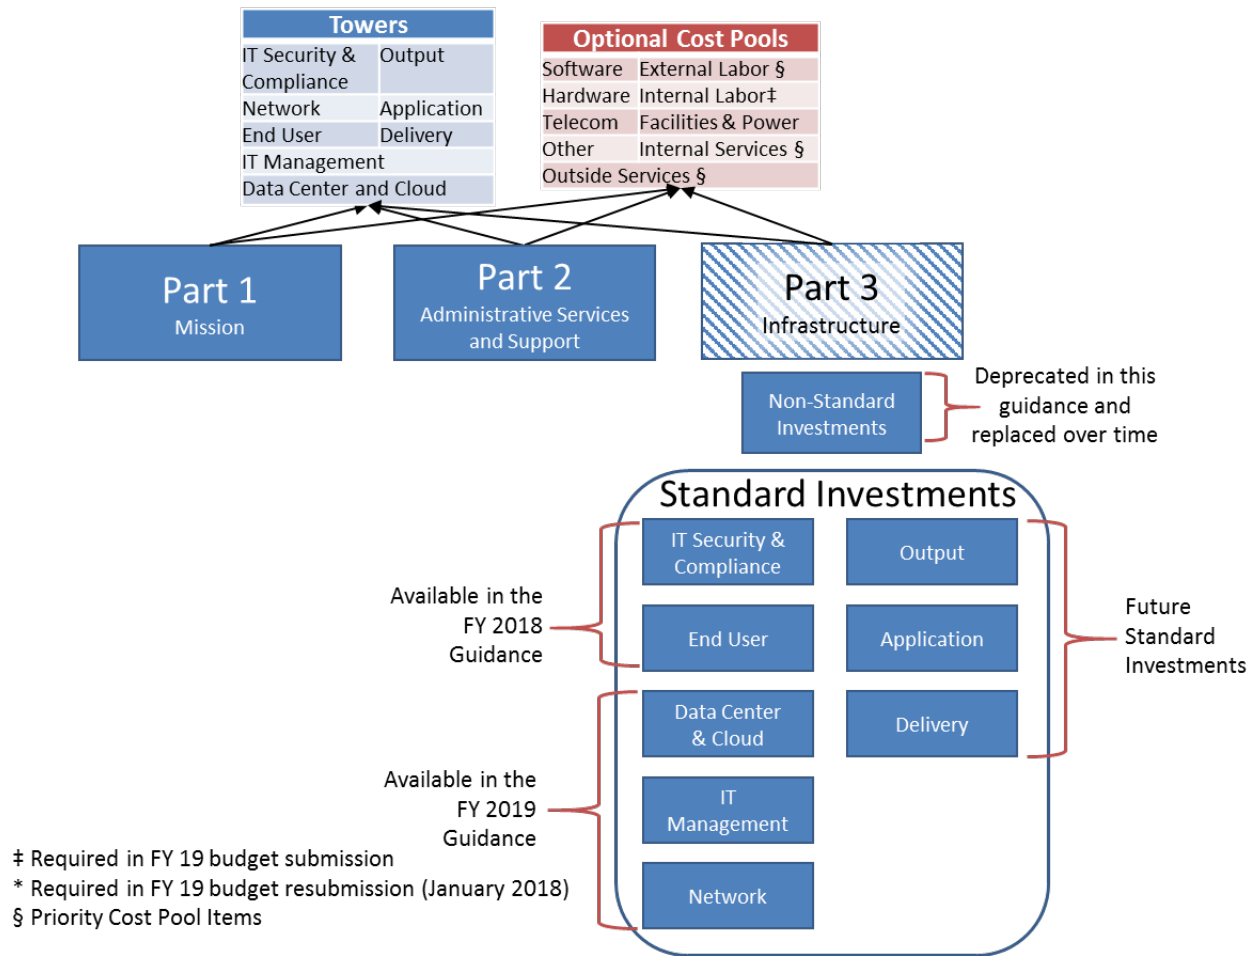 Towers
IT Security & Output
Compliance
Network Application
End User Delivery
IT Management
Data Center and Cloud
Optional Cost Pools
Software External Labor §
Hardware Internal Labor‡
Telecom Facilities & Power
Other Internal Services §
Outside Services §
Part 1
Mission
Part 2
Administrative Services
and Support
Part 3
Infrastructure
Non-Standard
Investments
Deprecated in this
guidance and
replaced over time
Standard Investments
IT Security &
Compliance
Output
Available in the
FY 2018
Guidance
End User
Application
Future
Standard
Investments
Data Center
& Cloud
Delivery
Available in the
FY 2019
Guidance
IT
Management
Network
‡ Required in FY 19 budget submission
* Required in FY 19 budget resubmission (January 2018)
§ Priority Cost Pool Items